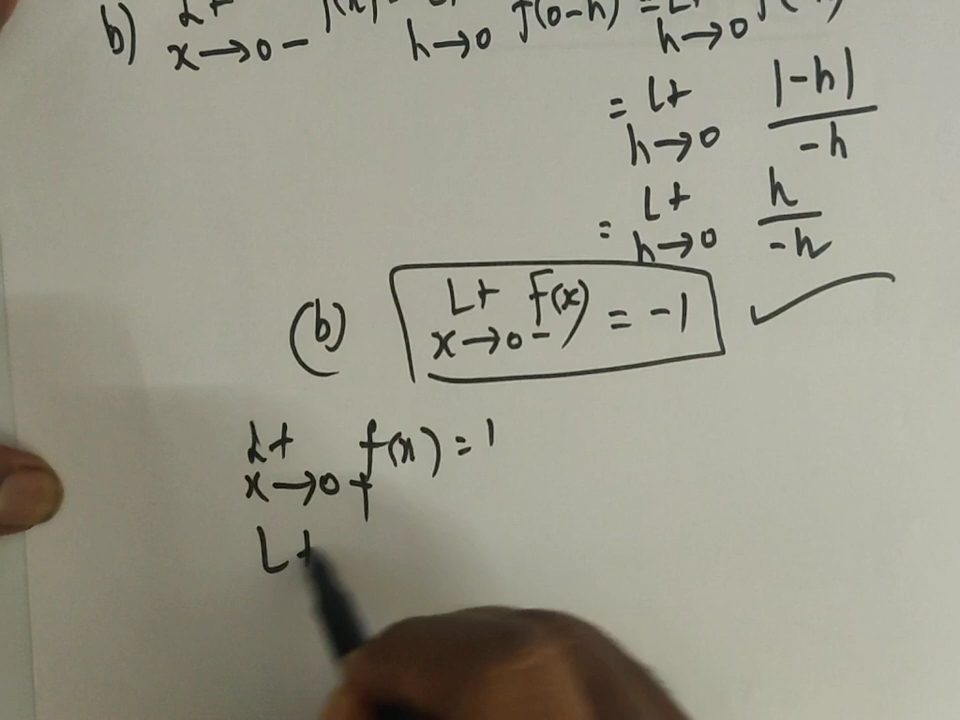 b) Lt f(x) = Lt f(0-h) = Lt f(-h)
x→0- h→0 h→0
= Lt |-h|
h→0 -h
= Lt h
h→0 -h
(b) Lt f(x) = -1
x→0-
Lt f(x) = 1
x→0+
Lt